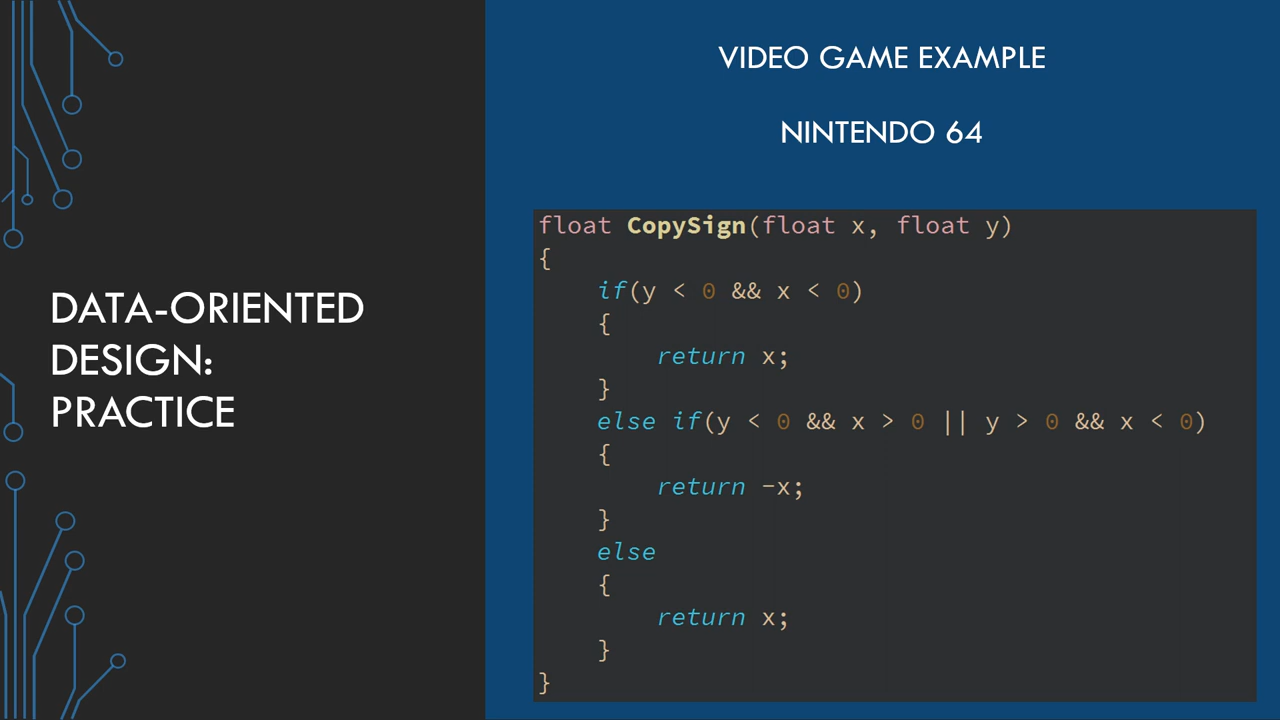 DATA-ORIENTED
DESIGN:
PRACTICE
VIDEO GAME EXAMPLE
NINTENDO 64
float CopySign(float x, float y)
{
    if(y < 0 && x < 0)
    {
        return x;
    }
    else if(y < 0 && x > 0 || y > 0 && x < 0)
    {
        return -x;
    }
    else
    {
        return x;
    }
}